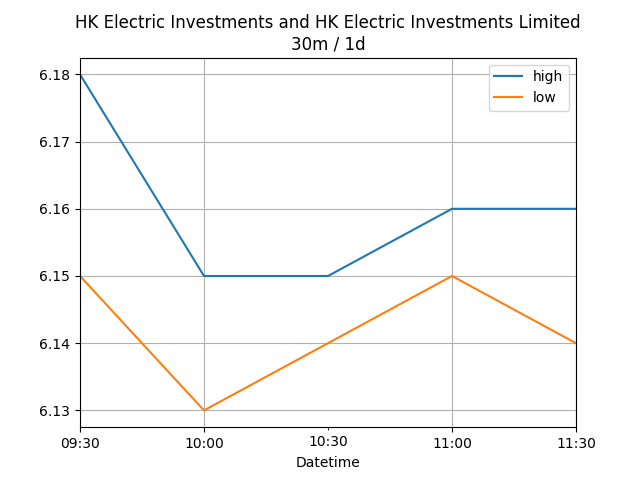 HK Electric Investments and HK Electric Investments Limited
30m / 1d
high
low
6.18
6.17
6.16
6.15
6.14
6.13
09:30
10:00
10:30
11:00
11:30
Datetime